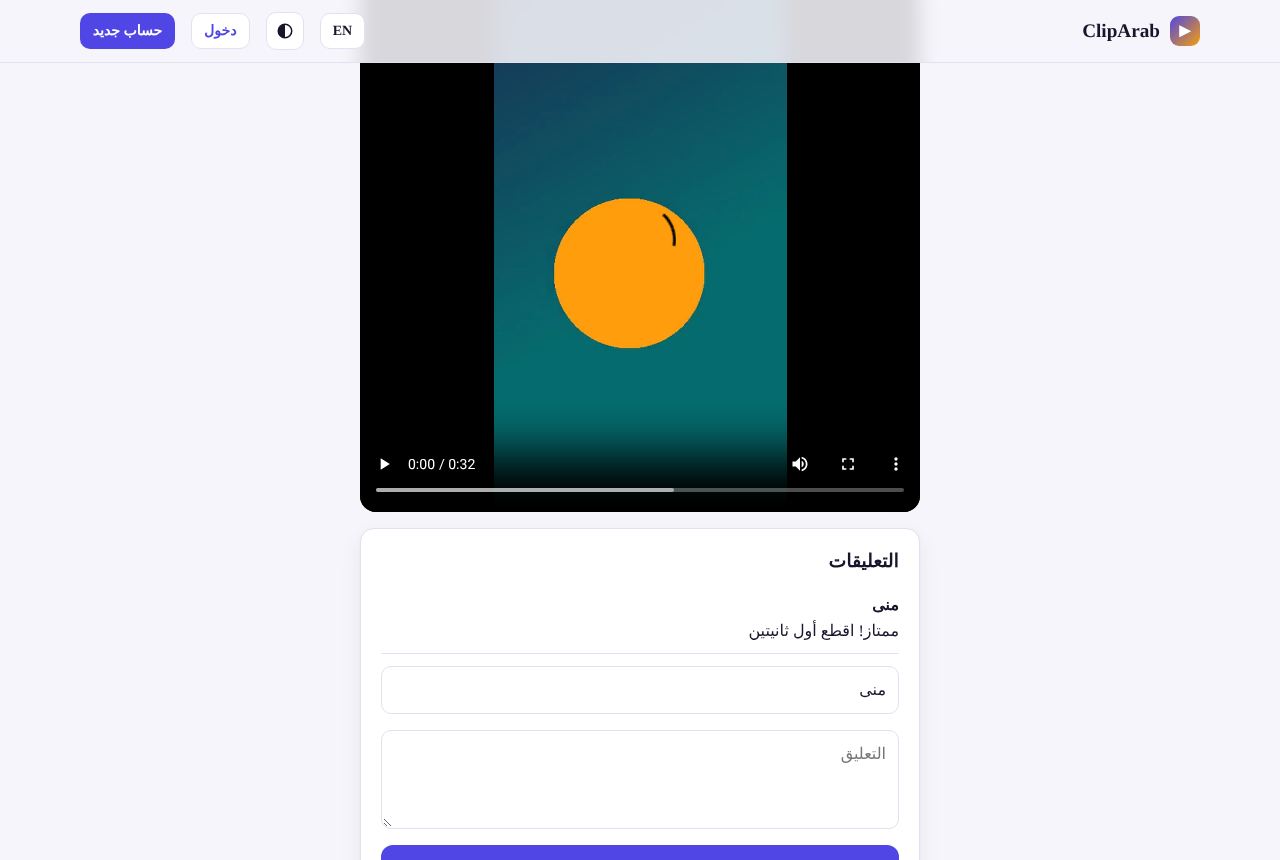 ClipArab
EN
دخول
حساب جديد
0:00 / 0:32
التعليقات
منى
ممتاز! اقطع أول ثانيتين
منى
التعليق